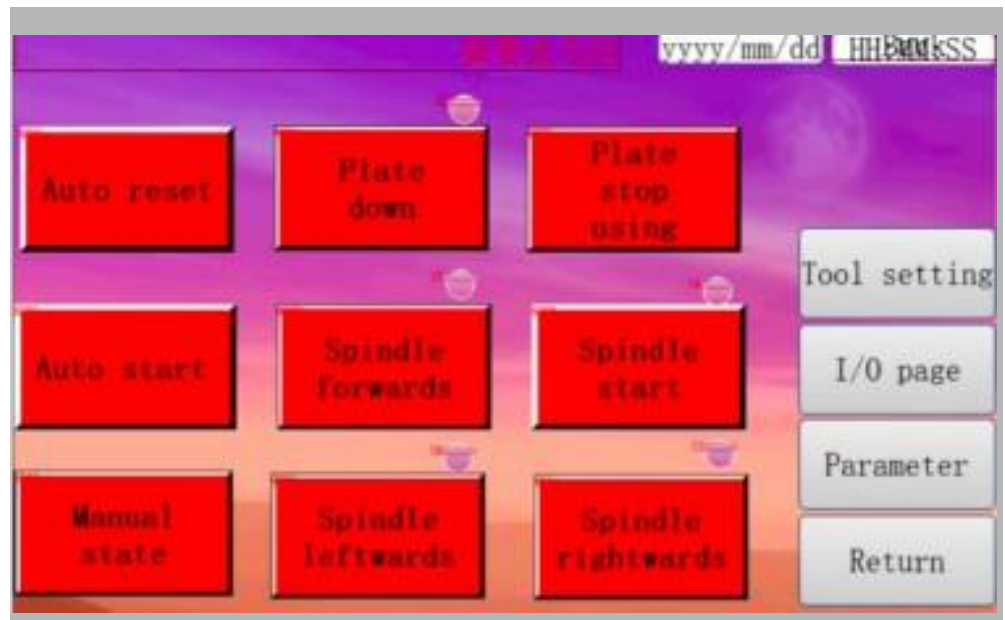 yyyy/mm/dd
Auto reset
Plate
down
Plate
stop
using
Tool setting
Auto start
Spindle
forwards
Spindle
start
I/O page
Parameter
Manual
state
Spindle
leftwards
Spindle
rightwards
Return